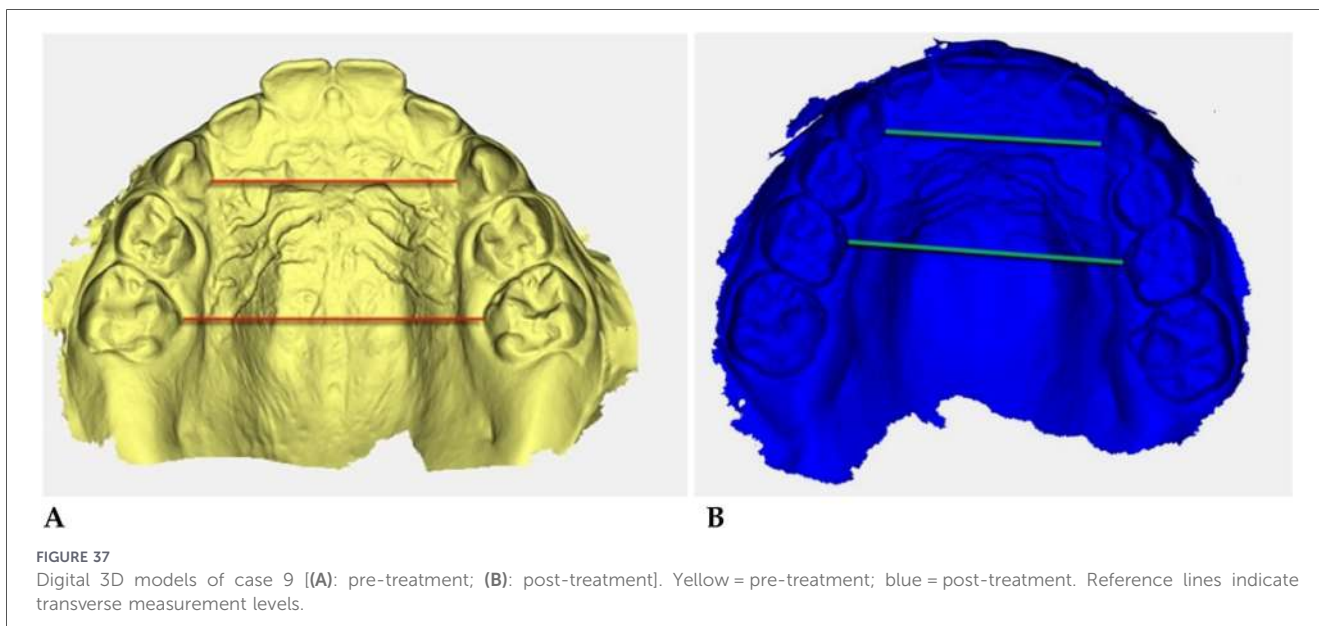 A
B
FIGURE 37
Digital 3D models of case 9 [(A): pre-treatment; (B): post-treatment]. Yellow = pre-treatment; blue = post-treatment. Reference lines indicate
transverse measurement levels.